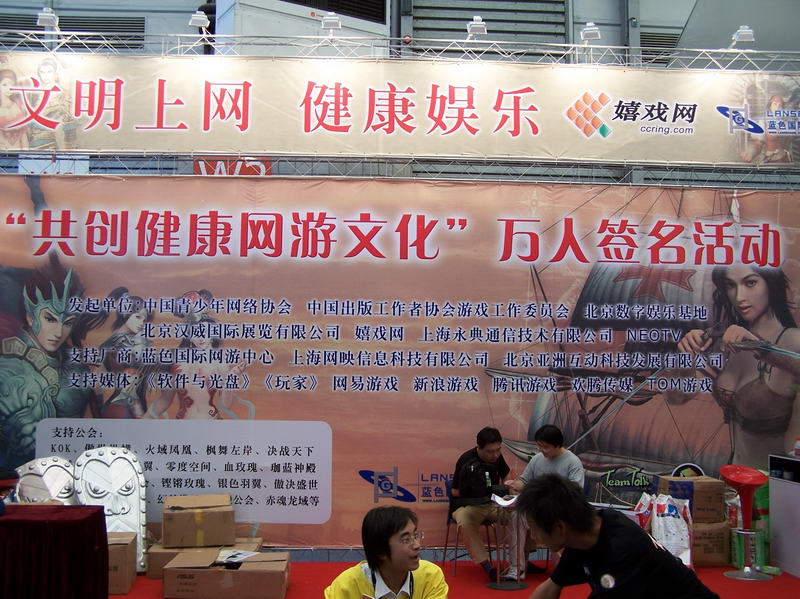 文明上网 健康娱乐
嬉戏网
ccring.com
蓝色国
W2
“共创健康网游文化”万人签名活动
发起单位:中国青少年网络协会 中国出版工作者协会游戏工作委员会 北京数字娱乐基地
北京汉威国际展览有限公司 嬉戏网 上海永典通信技术有限公司 NEOTV
支持厂商:蓝色国际网游中心 上海网映信息科技有限公司 北京亚洲互动科技发展有限公司
支持媒体:《软件与光盘》《玩家》 网易游戏 新浪游戏 腾讯游戏 欢腾传媒 TOM游戏
支持公会:
KOK、 火域凤凰、枫舞左岸、决战天下
翼、零度空间、血玫瑰、珈蓝神殿
会、铿锵玫瑰、银色羽翼、傲决盛世
公会、赤魂龙域等
LANS
蓝色
TeamTalk
ASUS